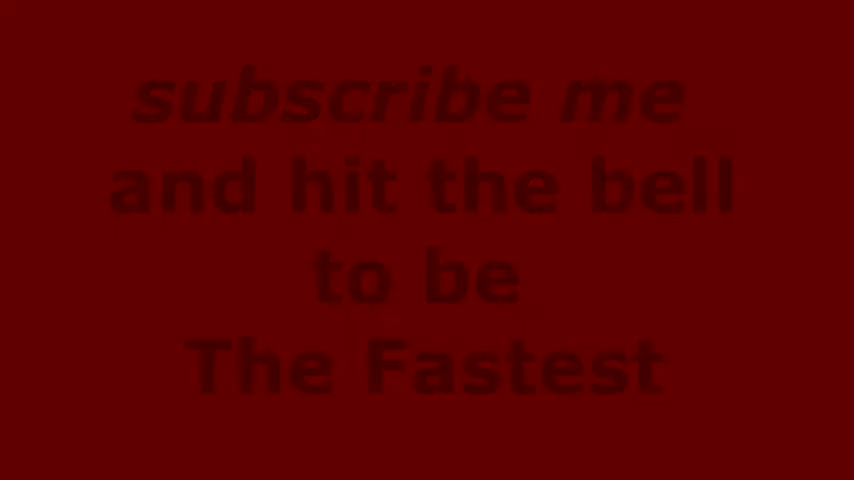 subscribe me
and hit the bell
to be
The Fastest